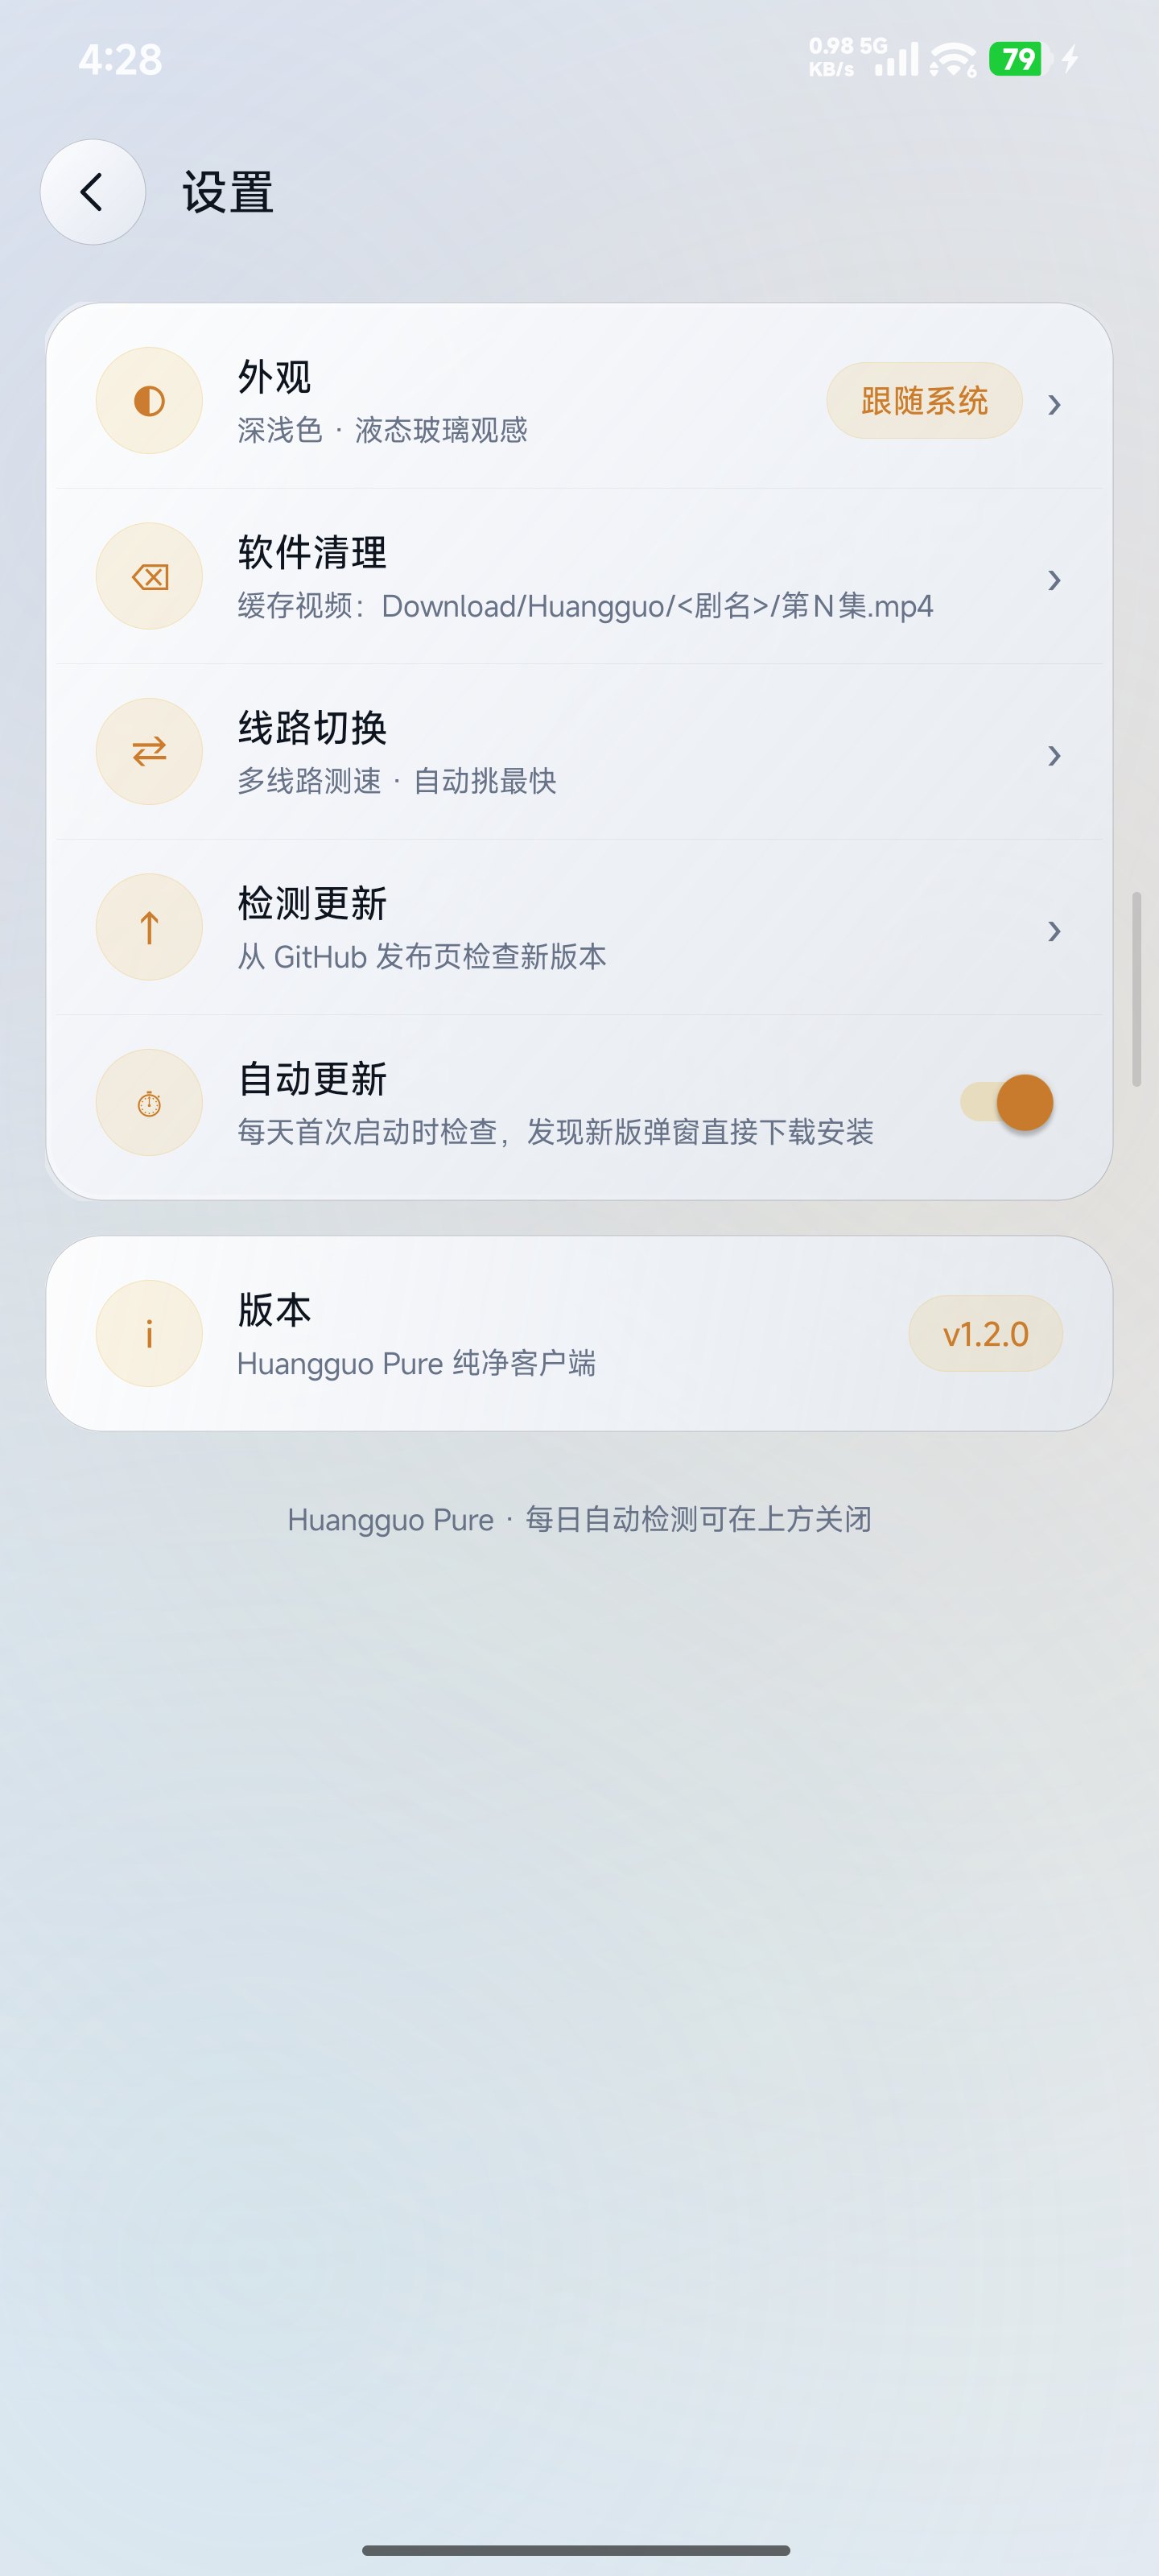 4:28
0.98 5G
KB/s
6
79
设置
外观
深浅色 · 液态玻璃观感
跟随系统
软件清理
缓存视频：Download/Huangguo/<剧名>/第 N 集.mp4
线路切换
多线路测速 · 自动挑最快
检测更新
从 GitHub 发布页检查新版本
自动更新
每天首次启动时检查，发现新版弹窗直接下载安装
版本
Huangguo Pure 纯净客户端
v1.2.0
Huangguo Pure · 每日自动检测可在上方关闭